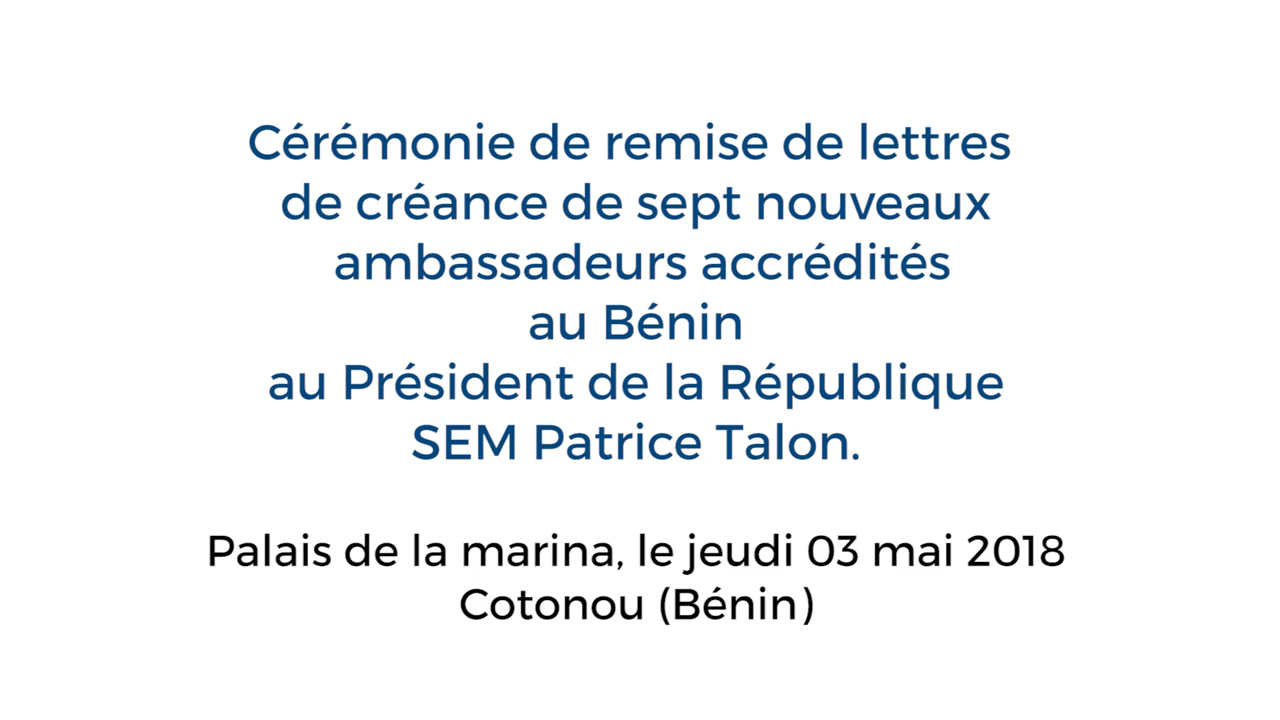 Cérémonie de remise de lettres
de créance de sept nouveaux
ambassadeurs accrédités
au Bénin
au Président de la République
SEM Patrice Talon.
Palais de la marina, le jeudi 03 mai 2018
Cotonou (Bénin)